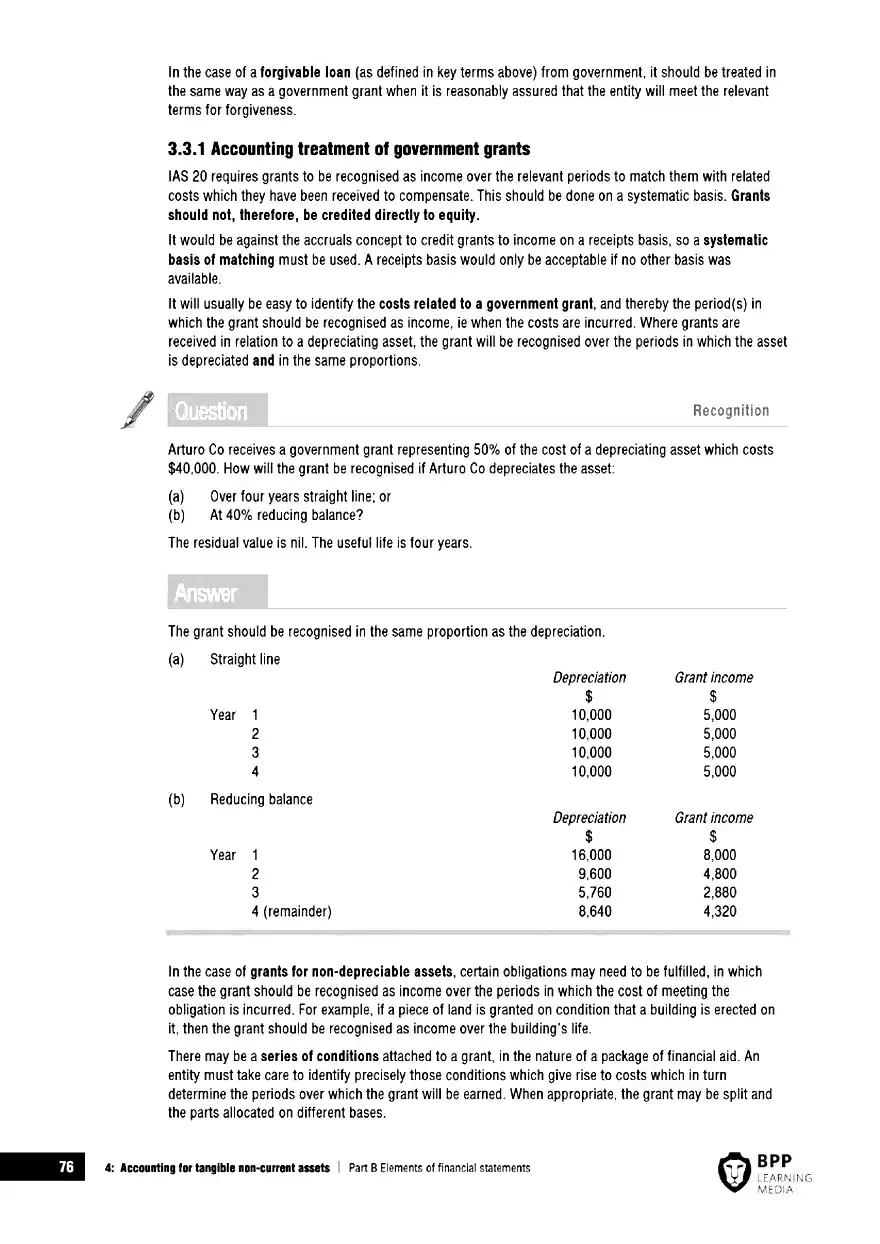 In the case of a forgivable loan (as defined in key terms above) from government, it should be treated in
the same way as a government grant when it is reasonably assured that the entity will meet the relevant
terms for forgiveness.
3.3.1 Accounting treatment of government grants
IAS 20 requires grants to be recognised as income over the relevant periods to match them with related
costs which they have been received to compensate. This should be done on a systematic basis. Grants
should not, therefore, be credited directly to equity.
It would be against the accruals concept to credit grants to income on a receipts basis, so a systematic
basis of matching must be used. A receipts basis would only be acceptable if no other basis was
available.
It will usually be easy to identify the costs related to a government grant, and thereby the period(s) in
which the grant should be recognised as income, ie when the costs are incurred. Where grants are
received in relation to a depreciating asset, the grant will be recognised over the periods in which the asset
is depreciated and in the same proportions.
Question Recognition
Arturo Co receives a government grant representing 50% of the cost of a depreciating asset which costs
$40,000. How will the grant be recognised if Arturo Co depreciates the asset:
(a) Over four years straight line; or
(b) At 40% reducing balance?
The residual value is nil. The useful life is four years.
Answer
The grant should be recognised in the same proportion as the depreciation.
(a) Straight line
Depreciation Grant income
$ $
Year 1 10,000 5,000
2 10,000 5,000
3 10,000 5,000
4 10,000 5,000
(b) Reducing balance
Depreciation Grant income
$ $
Year 1 16,000 8,000
2 9,600 4,800
3 5,760 2,880
4 (remainder) 8,640 4,320
In the case of grants for non-depreciable assets, certain obligations may need to be fulfilled, in which
case the grant should be recognised as income over the periods in which the cost of meeting the
obligation is incurred. For example, if a piece of land is granted on condition that a building is erected on
it, then the grant should be recognised as income over the building's life.
There may be a series of conditions attached to a grant, in the nature of a package of financial aid. An
entity must take care to identify precisely those conditions which give rise to costs which in turn
determine the periods over which the grant will be earned. When appropriate, the grant may be split and
the parts allocated on different bases.
76 4: Accounting for tangible non-current assets | Part B Elements of financial statements
BPP
LEARNING
MEDIA